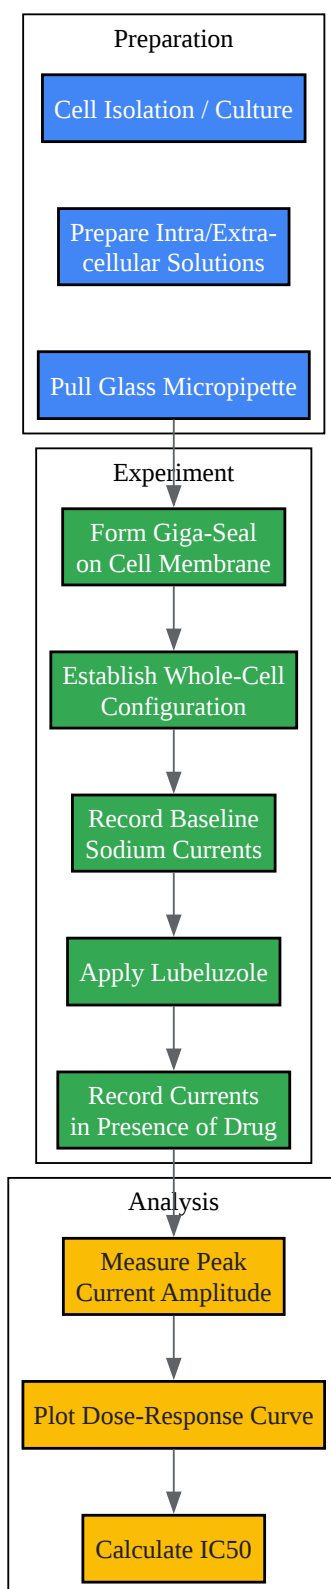 Preparation
Cell Isolation / Culture
Prepare Intra/Extra-
cellular Solutions
Pull Glass Micropipette
Experiment
Form Giga-Seal
on Cell Membrane
Establish Whole-Cell
Configuration
Record Baseline
Sodium Currents
Apply Lubeluzole
Record Currents
in Presence of Drug
Analysis
Measure Peak
Current Amplitude
Plot Dose-Response Curve
Calculate IC50